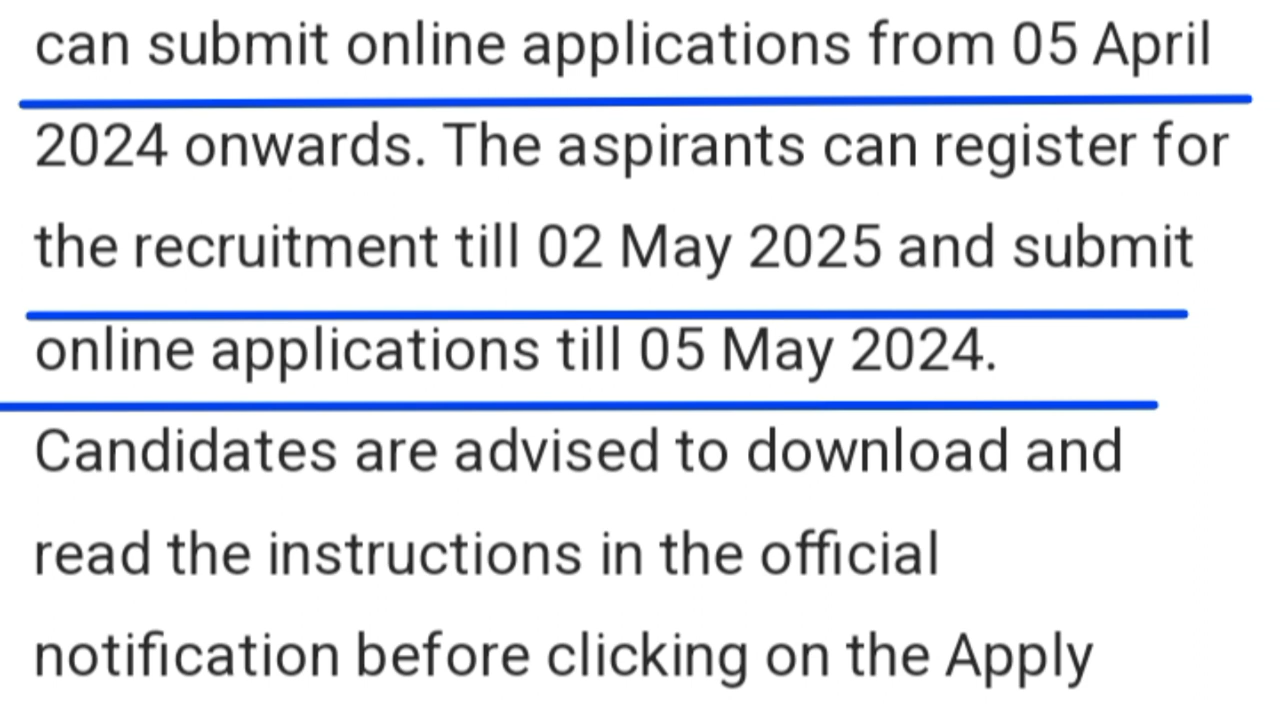 can submit online applications from 05 April
2024 onwards. The aspirants can register for
the recruitment till 02 May 2025 and submit
online applications till 05 May 2024.
Candidates are advised to download and
read the instructions in the official
notification before clicking on the Apply